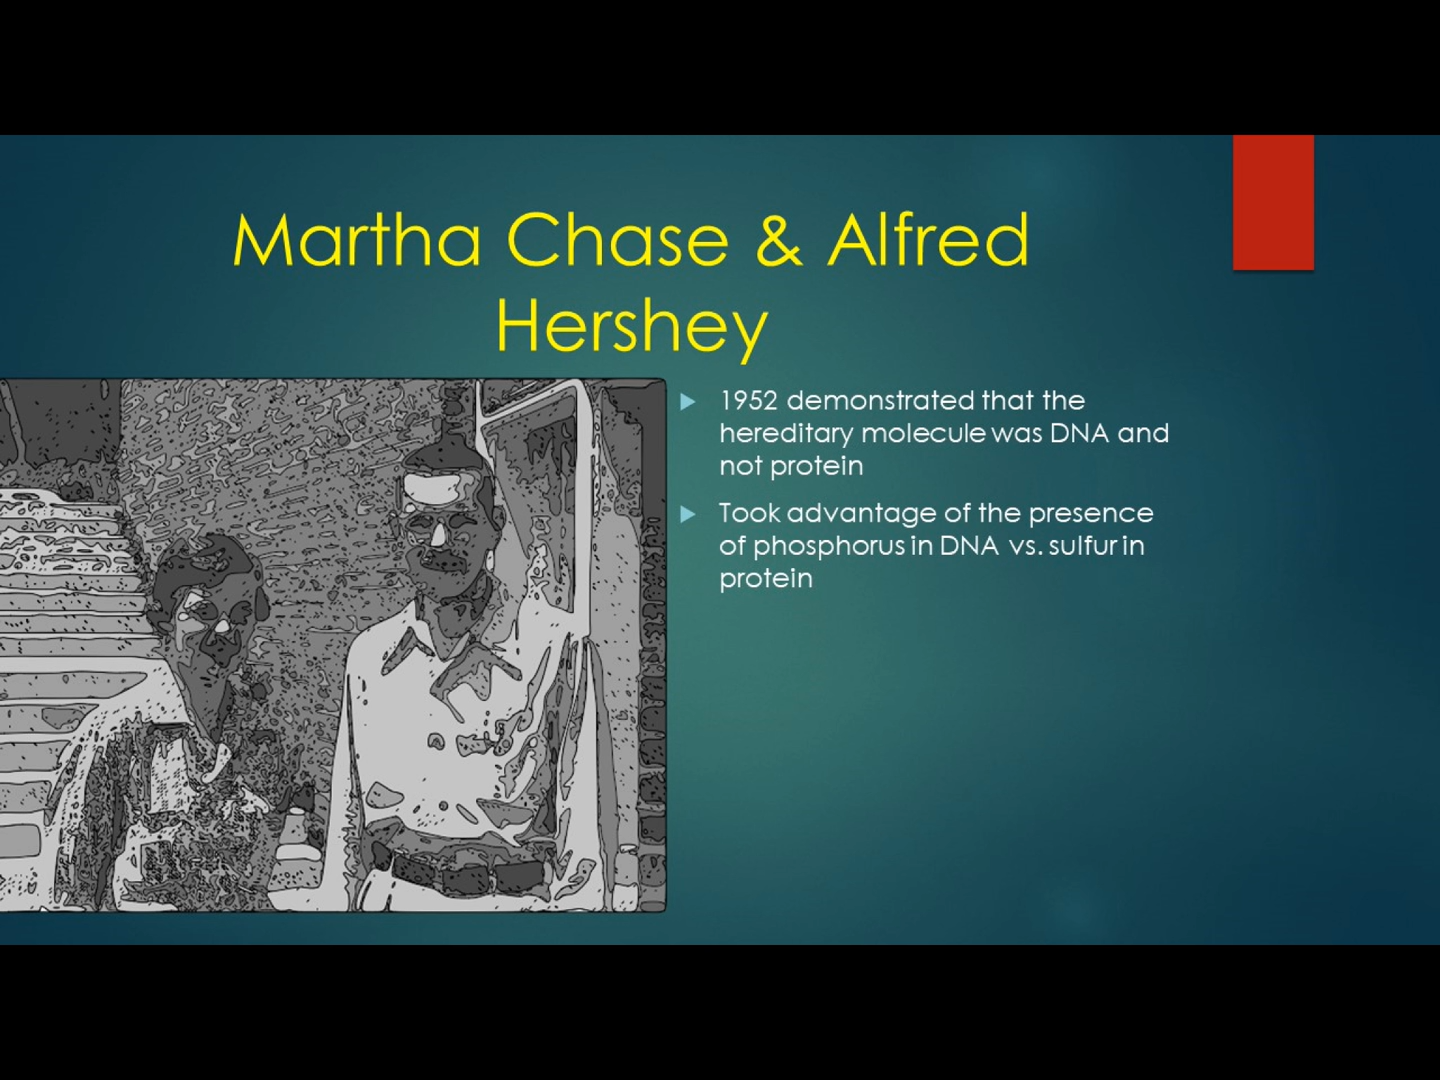 Martha Chase & Alfred
Hershey
1952 demonstrated that the
hereditary molecule was DNA and
not protein
Took advantage of the presence
of phosphorus in DNA vs. sulfur in
protein